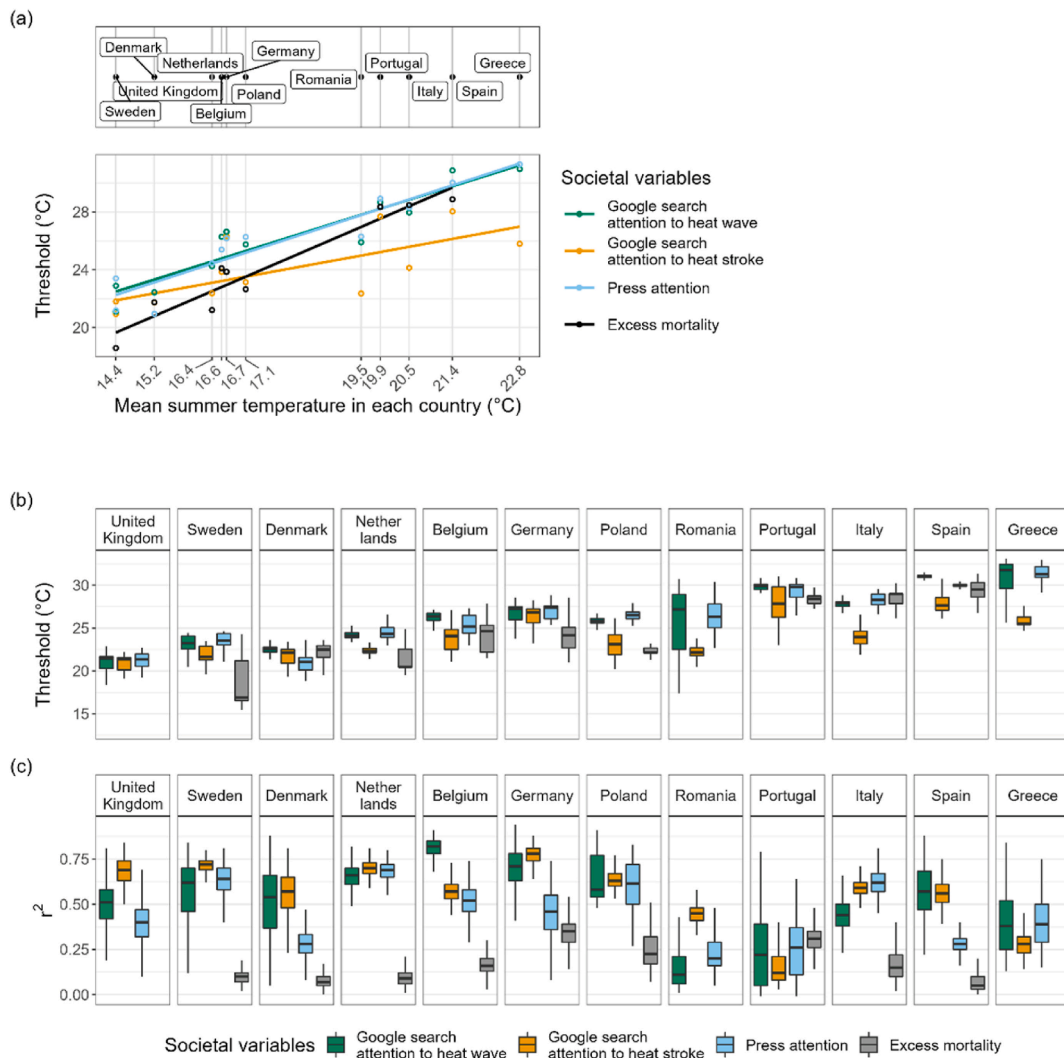 (a)
Denmark
Germany
Netherlands
Portugal
Greece
Romania
United Kingdom
Poland
Italy
Spain
Sweden
Belgium
Threshold (°C)
28
24
20
14.4
15.2
16.4
16.6
16.7
17.1
19.5
19.9
20.5
21.4
22.8
Mean summer temperature in each country (°C)
Societal variables
Google search
attention to heat wave
Google search
attention to heat stroke
Press attention
Excess mortality
(b)
United
Kingdom
Sweden
Denmark
Nether
lands
Belgium
Germany
Poland
Romania
Portugal
Italy
Spain
Greece
Threshold (°C)
30
25
20
15
(c)
United
Kingdom
Sweden
Denmark
Nether
lands
Belgium
Germany
Poland
Romania
Portugal
Italy
Spain
Greece
r²
0.75
0.50
0.25
0.00
Societal variables
Google search
attention to heat wave
Google search
attention to heat stroke
Press attention
Excess mortality